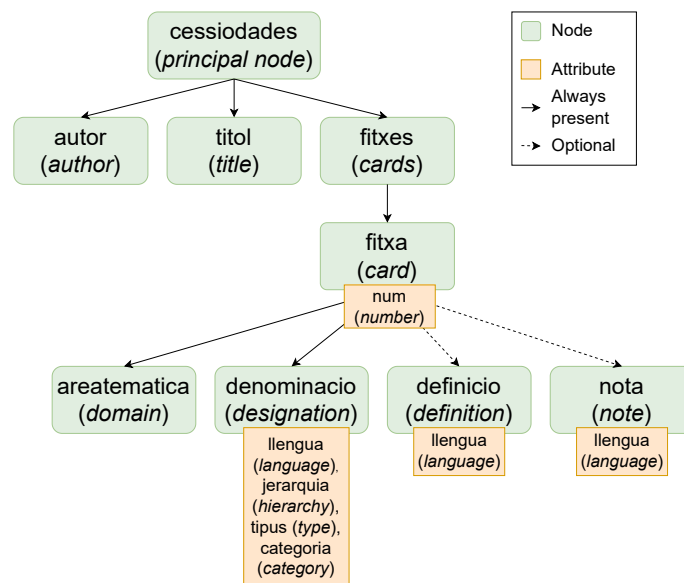 cessiodades
(principal node)
Node
Attribute
Always
present
Optional
autor
(author)
titol
(title)
fitxes
(cards)
fitxa
(card)
num
(number)
areatematica
(domain)
denominacio
(designation)
definicio
(definition)
nota
(note)
llengua
(language),
jerarquia
(hierarchy),
tipus (type),
categoria
(category)
llengua
(language)
llengua
(language)